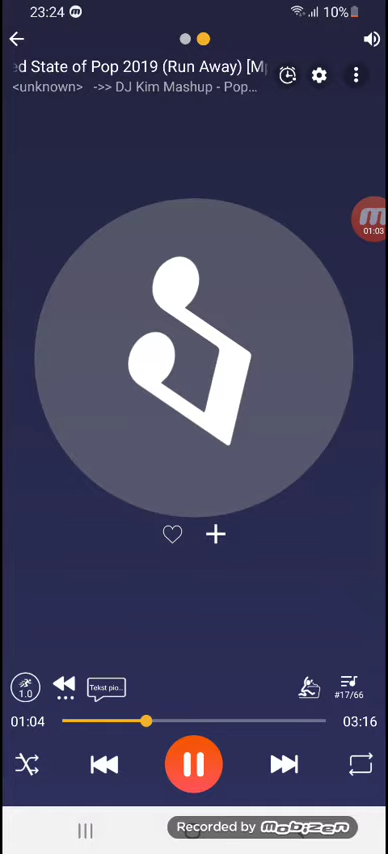 23:24
10%
d State of Pop 2019 (Run Away) [M
<unknown> ->> DJ Kim Mashup - Pop...
01:03
1.0
Tekst pio...
#17/66
01:04
03:16
Recorded by mobizen